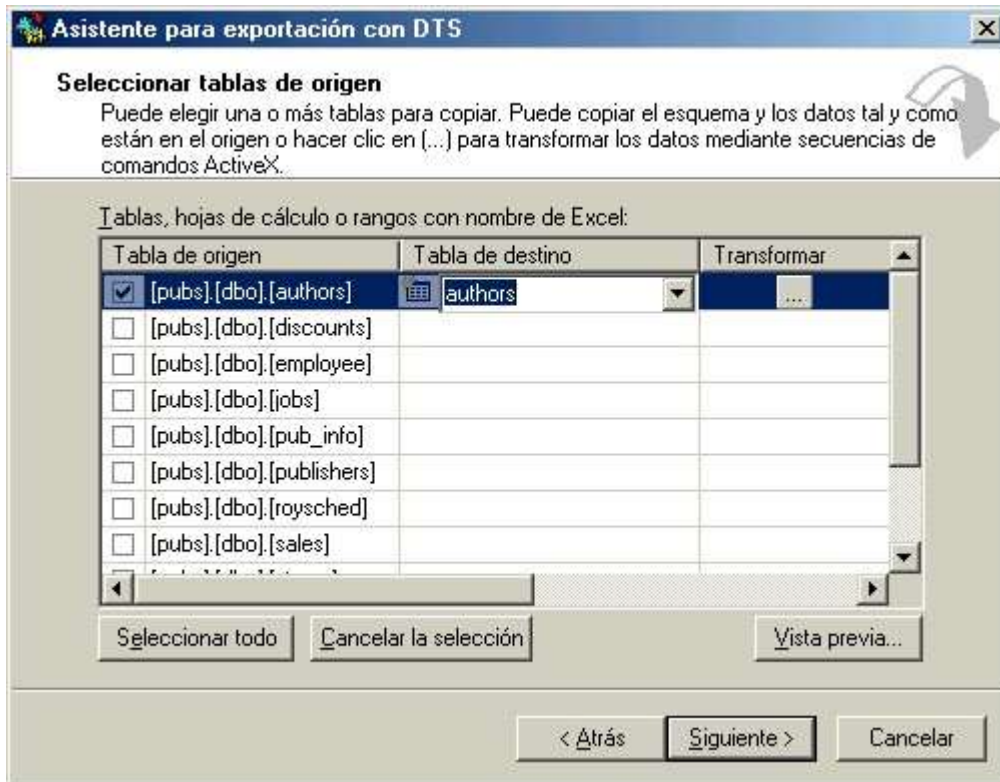 Asistente para exportación con DTS
Seleccionar tablas de origen
Puede elegir una o más tablas para copiar. Puede copiar el esquema y los datos tal y como
están en el origen o hacer clic en (...) para transformar los datos mediante secuencias de
comandos ActiveX.
Tablas, hojas de cálculo o rangos con nombre de Excel:
Tabla de origen Tabla de destino Transformar
[pubs].[dbo].[authors] authors ...
[pubs].[dbo].[discounts]
[pubs].[dbo].[employee]
[pubs].[dbo].[jobs]
[pubs].[dbo].[pub_info]
[pubs].[dbo].[publishers]
[pubs].[dbo].[roysched]
[pubs].[dbo].[sales]
Seleccionar todo Cancelar la selección Vista previa...
< Atrás Siguiente > Cancelar